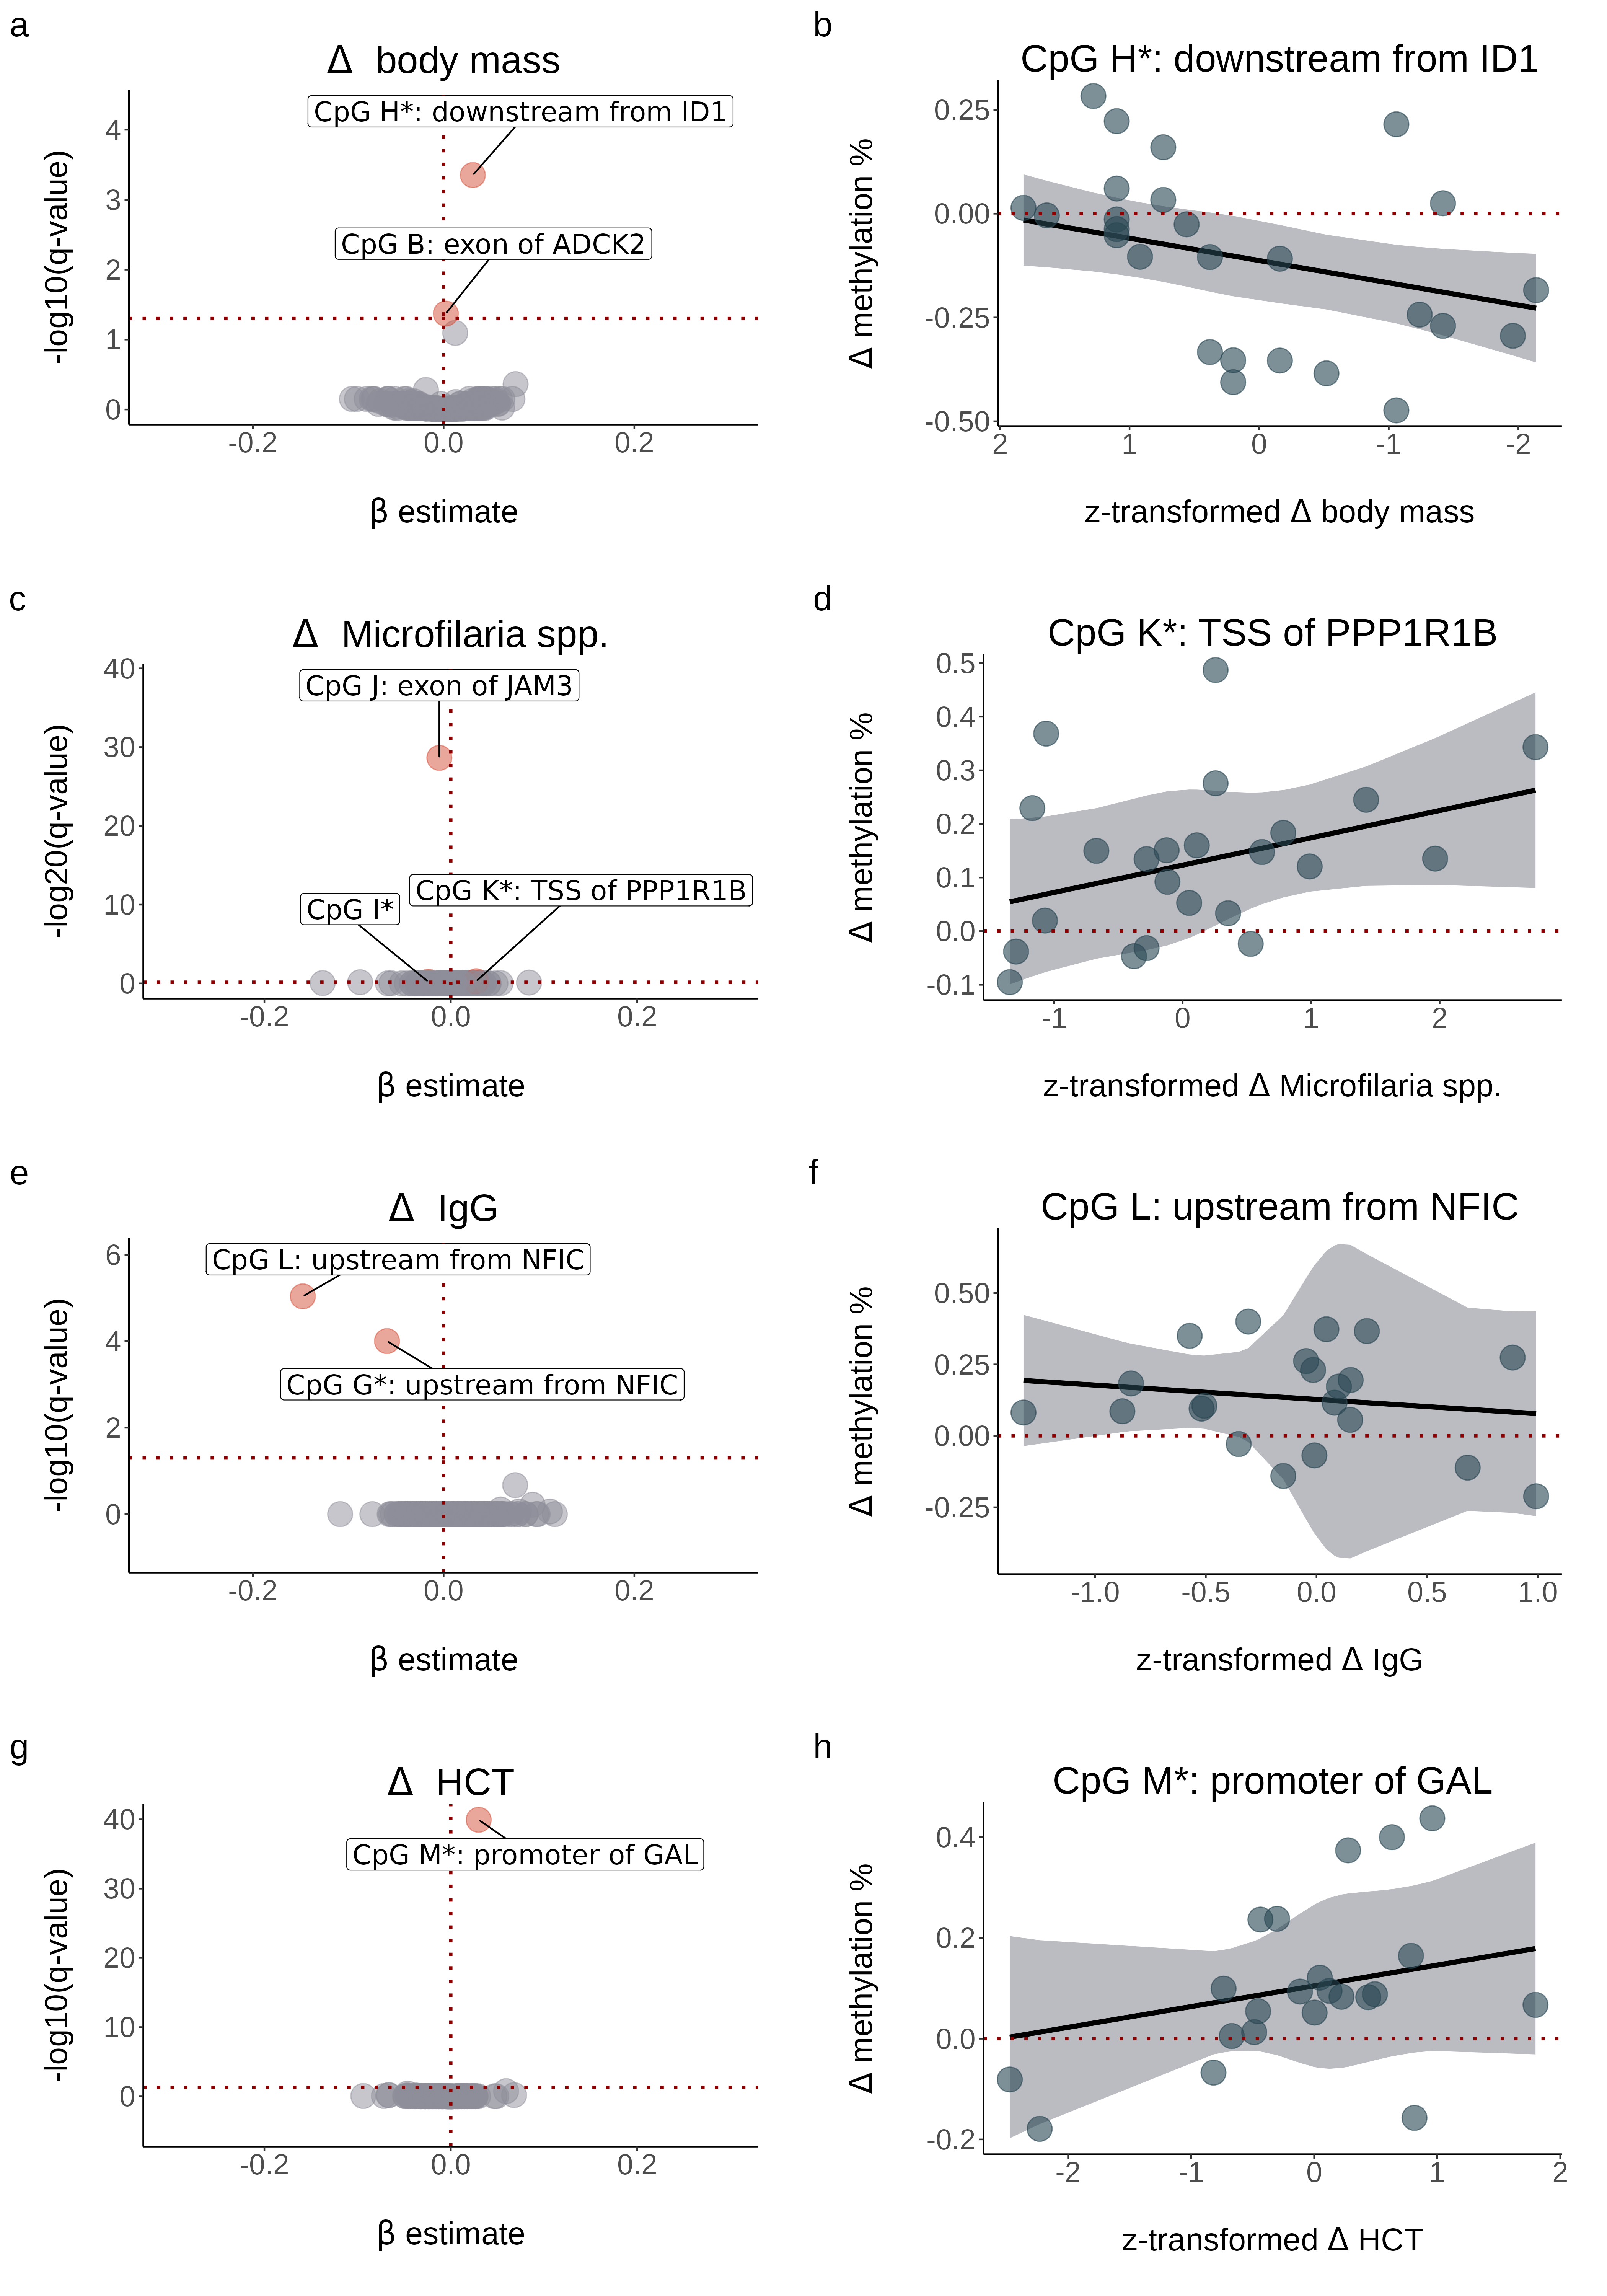 a
Δ body mass
CpG H*: downstream from ID1
CpG B: exon of ADCK2
-log10(q-value)
4
3
2
1
0
-0.2
0.0
0.2
β estimate
b
CpG H*: downstream from ID1
Δ methylation %
0.25
0.00
-0.25
-0.50
2
1
0
-1
-2
z-transformed Δ body mass
c
Δ Microfilaria spp.
CpG J: exon of JAM3
CpG K*: TSS of PPP1R1B
CpG I*
-log20(q-value)
40
30
20
10
0
-0.2
0.0
0.2
β estimate
d
CpG K*: TSS of PPP1R1B
Δ methylation %
0.5
0.4
0.3
0.2
0.1
0.0
-0.1
-1
0
1
2
z-transformed Δ Microfilaria spp.
e
Δ IgG
CpG L: upstream from NFIC
CpG G*: upstream from NFIC
-log10(q-value)
6
4
2
0
-0.2
0.0
0.2
β estimate
f
CpG L: upstream from NFIC
Δ methylation %
0.50
0.25
0.00
-0.25
-1.0
-0.5
0.0
0.5
1.0
z-transformed Δ IgG
g
Δ HCT
CpG M*: promoter of GAL
-log10(q-value)
40
30
20
10
0
-0.2
0.0
0.2
β estimate
h
CpG M*: promoter of GAL
Δ methylation %
0.4
0.2
0.0
-0.2
-2
-1
0
1
2
z-transformed Δ HCT